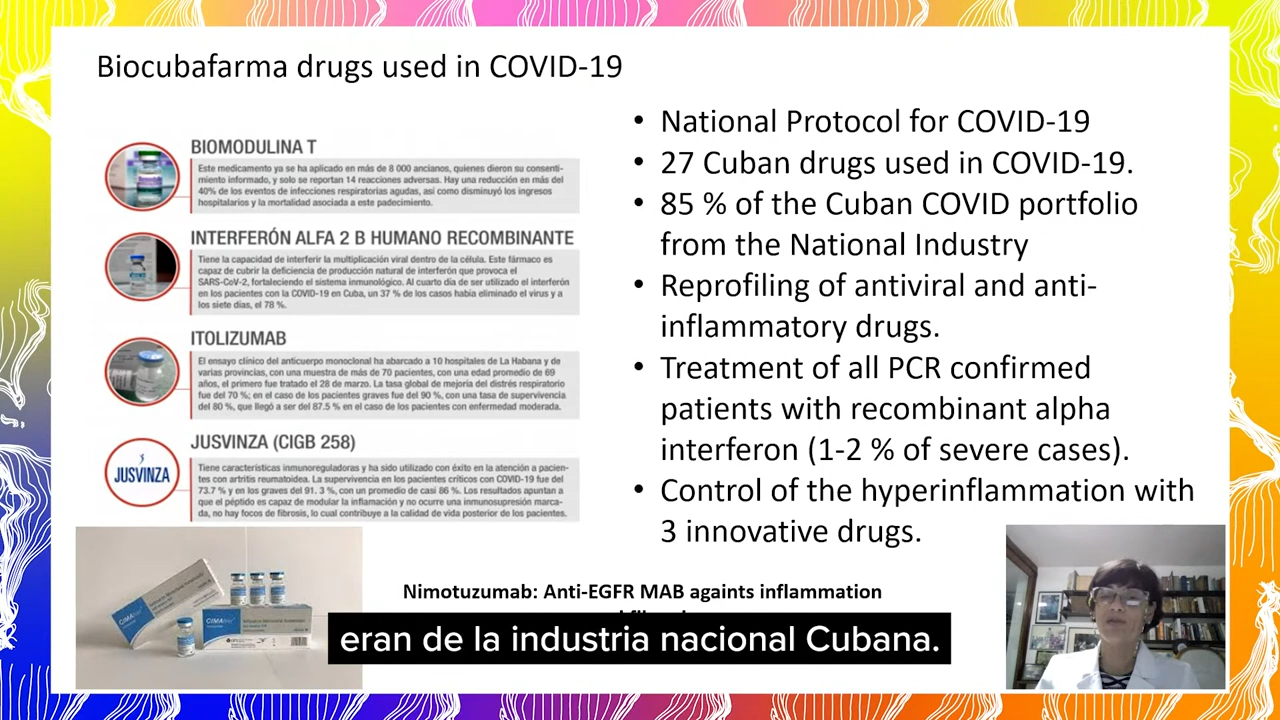 Biocubafarma drugs used in COVID-19
BIOMODULINA T
Este medicamento ya se ha aplicado en más de 8 000 ancianos, quienes dieron su consenti-
miento informado, y solo se reportan 14 reacciones adversas. Hay una reducción en más del
40% de los eventos de infecciones respiratorias agudas, así como disminuyó los ingresos
hospitalarios y la mortalidad asociada a este padecimiento.
INTERFERÓN ALFA 2 B HUMANO RECOMBINANTE
Tiene la capacidad de interferir la multiplicación viral dentro de la célula. Este fármaco es
capaz de cubrir la deficiencia de producción natural de interferón que provoca el
SARS-CoV-2, fortaleciendo el sistema inmunológico. Al cuarto día de ser utilizado el interferón
en los pacientes con la COVID-19 en Cuba, un 37 % de los casos había eliminado el virus y a
los siete días, el 78 %.
ITOLIZUMAB
El ensayo clínico del anticuerpo monoclonal ha abarcado a 10 hospitales de La Habana y de
varias provincias, con una muestra de más de 70 pacientes, con una edad promedio de 69
años, el primero fue tratado el 28 de marzo. La tasa global de mejoría del distrés respiratorio
fue del 70 %; en el caso de los pacientes graves fue del 90 %, con una tasa de supervivencia
del 80 %, que llegó a ser del 87.5 % en el caso de los pacientes con enfermedad moderada.
JUSVINZA (CIGB 258)
JUSVINZA
Tiene características inmunoreguladoras y ha sido utilizado con éxito en la atención a pacien-
tes con artritis reumatoidea. La supervivencia en los pacientes críticos con COVID-19 fue del
73.7 % y en los graves del 91. 3 %, con un promedio de casi 86 %. Los resultados apuntan a
que el péptido es capaz de modular la inflamación y no ocurre una inmunosupresión marca-
da, no hay focos de fibrosis, lo cual contribuye a la calidad de vida posterior de los pacientes.
• National Protocol for COVID-19
• 27 Cuban drugs used in COVID-19.
• 85 % of the Cuban COVID portfolio
from the National Industry
• Reprofiling of antiviral and anti-
inflammatory drugs.
• Treatment of all PCR confirmed
patients with recombinant alpha
interferon (1-2 % of severe cases).
• Control of the hyperinflammation with
3 innovative drugs.
Nimotuzumab: Anti-EGFR MAB againts inflammation
eran de la industria nacional Cubana.